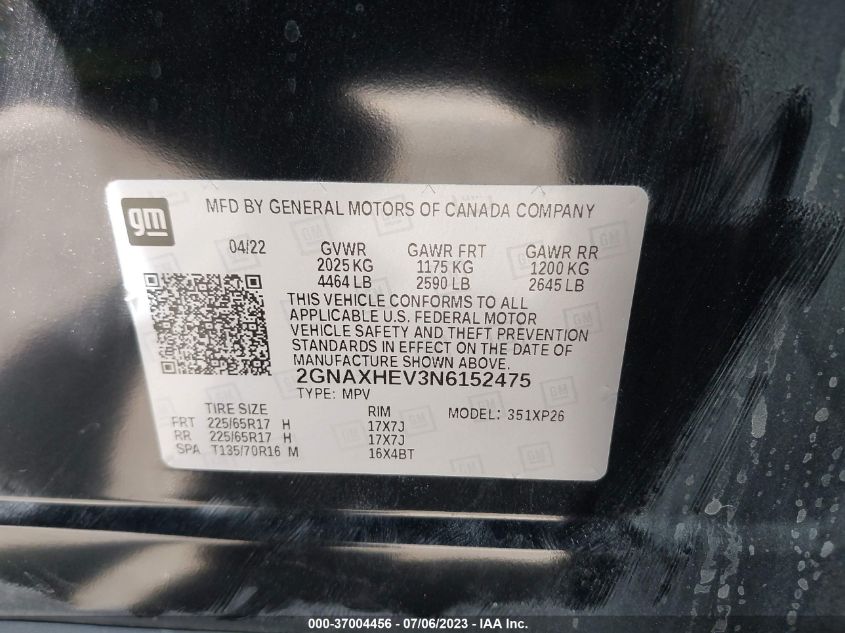 gm
MFD BY GENERAL MOTORS OF CANADA COMPANY
04/22 GVWR GAWR FRT GAWR RR
2025 KG 1175 KG 1200 KG
4464 LB 2590 LB 2645 LB
THIS VEHICLE CONFORMS TO ALL
APPLICABLE U.S. FEDERAL MOTOR
VEHICLE SAFETY AND THEFT PREVENTION
STANDARDS IN EFFECT ON THE DATE OF
MANUFACTURE SHOWN ABOVE.
2GNAXHEV3N6152475
TYPE: MPV
TIRE SIZE RIM MODEL: 351XP26
FRT 225/65R17 H 17X7J
RR 225/65R17 H 17X7J
SPA T135/70R16 M 16X4BT
000-37004456 - 07/06/2023 - © IAA Inc.